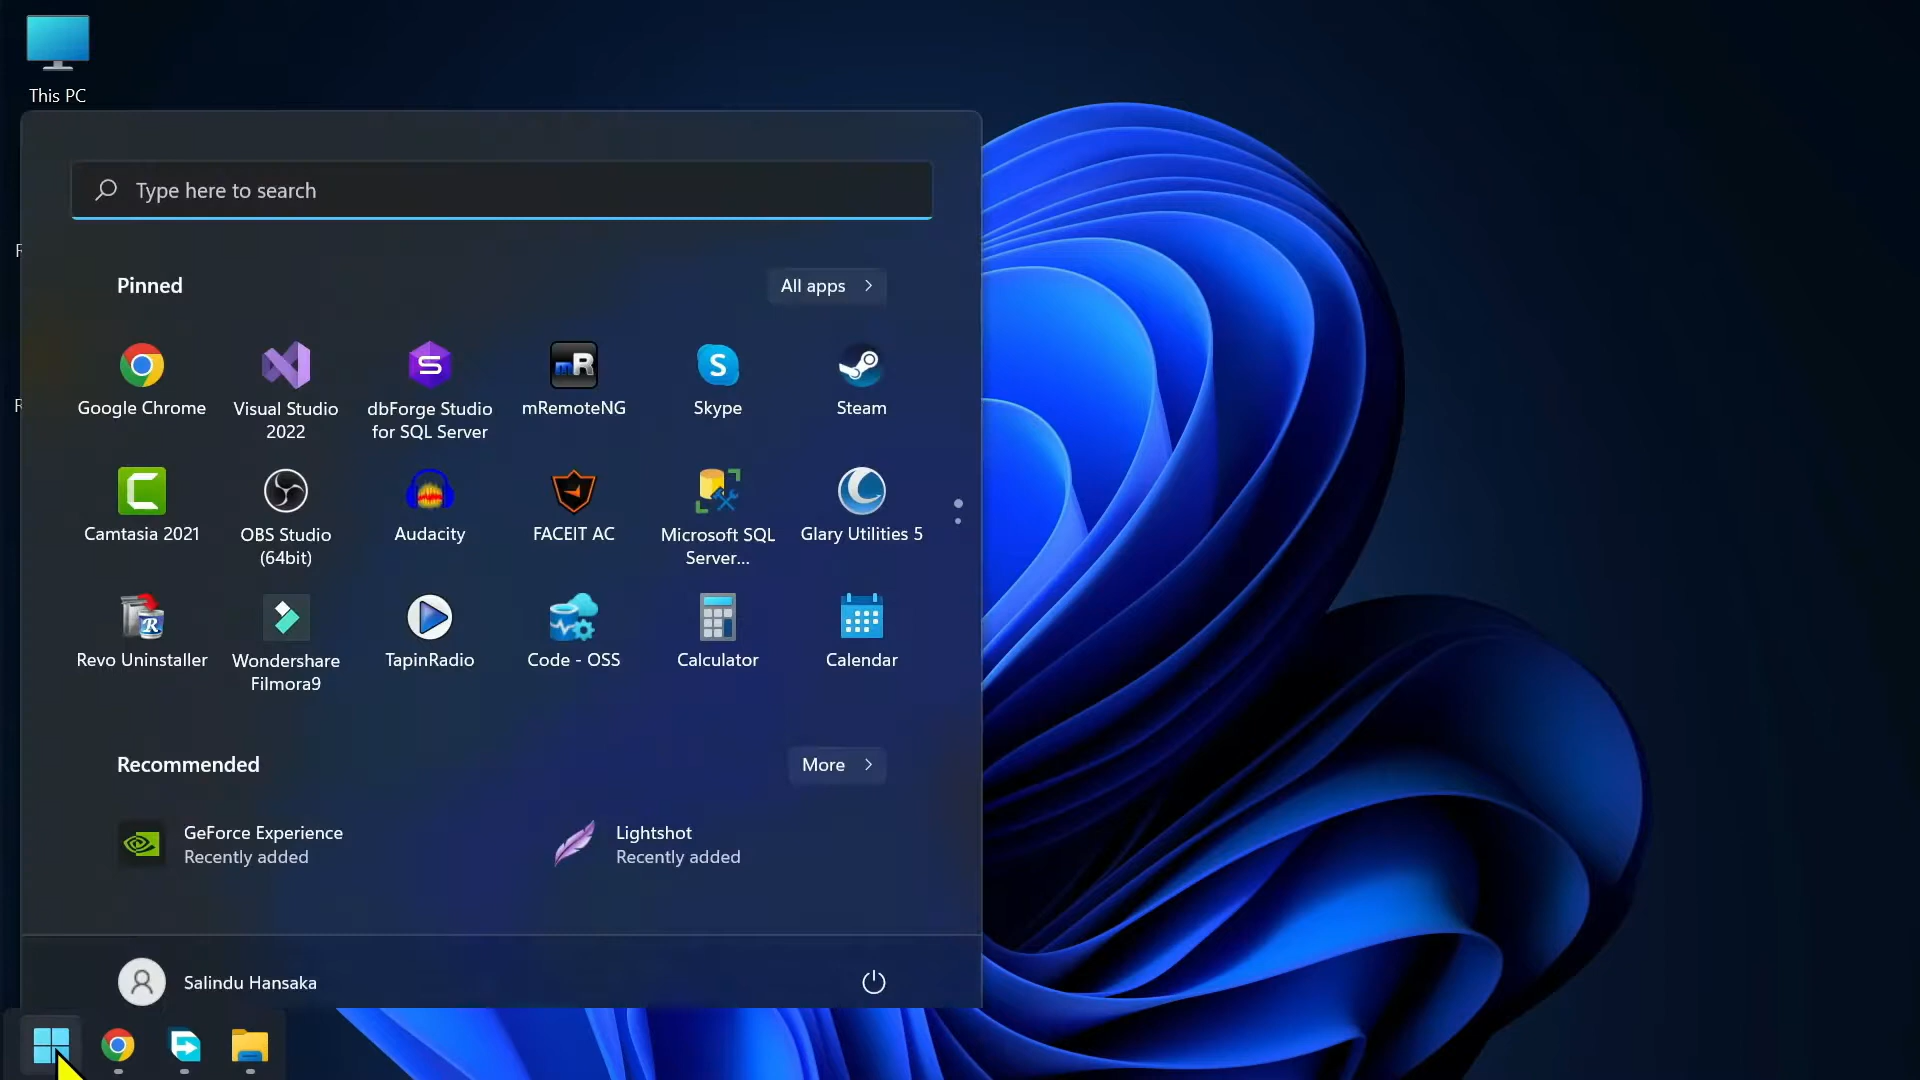 This PC
Type here to search
Pinned
All apps
Google Chrome
Visual Studio
2022
dbForge Studio
for SQL Server
mRemoteNG
Skype
Steam
Camtasia 2021
OBS Studio
(64bit)
Audacity
FACEIT AC
Microsoft SQL
Server...
Glary Utilities 5
Revo Uninstaller
Wondershare
Filmora9
TapinRadio
Code - OSS
Calculator
Calendar
Recommended
More
GeForce Experience
Recently added
Lightshot
Recently added
Salindu Hansaka